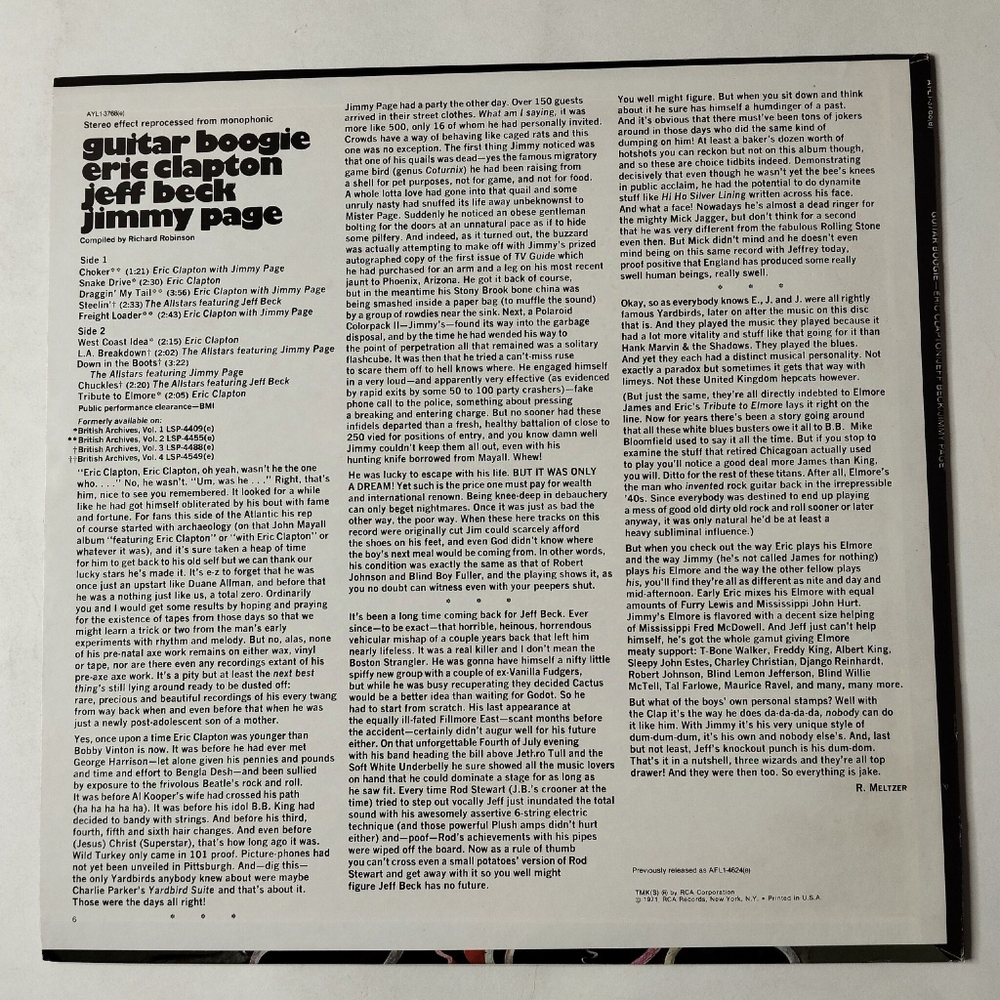 AYL1-3768(e)
Stereo effect reprocessed from monophonic
guitar boogie
eric clapton
jeff beck
jimmy page
Compiled by Richard Robinson
Side 1
Choker** (1:21) Eric Clapton with Jimmy Page
Snake Drive* (2:30) Eric Clapton
Draggin' My Tail** (3:56) Eric Clapton with Jimmy Page
Steelin'† (2:33) The Allstars featuring Jeff Beck
Freight Loader** (2:43) Eric Clapton with Jimmy Page
Side 2
West Coast Idea* (2:15) Eric Clapton
L.A. Breakdown† (2:02) The Allstars featuring Jimmy Page
Down in the Boots† (3:22)
The Allstars featuring Jimmy Page
Chuckles† (2:20) The Allstars featuring Jeff Beck
Tribute to Elmore* (2:05) Eric Clapton
Public performance clearance—BMI
Formerly available on:
*British Archives, Vol. 1 LSP-4409(e)
**British Archives, Vol. 2 LSP-4455(e)
†British Archives, Vol. 3 LSP-4488(e)
††British Archives, Vol. 4 LSP-4549(e)
"Eric Clapton, Eric Clapton, oh yeah, wasn't he the one
who. . . ." No, he wasn't. "Um, was he . . ." Right, that's
him, nice to see you remembered. It looked for a while
like he had got himself obliterated by his bout with fame
and fortune. For fans this side of the Atlantic his rep
of course started with archaeology (on that John Mayall
album "featuring Eric Clapton" or "with Eric Clapton" or
whatever it was), and it's sure taken a heap of time
for him to get back to his old self but we can thank our
lucky stars he's made it. It's e-z to forget that he was
once just an upstart like Duane Allman, and before that
he was a nothing just like us, a total zero. Ordinarily
you and I would get some results by hoping and praying
for the existence of tapes from those days so that we
might learn a trick or two from the man's early
experiments with rhythm and melody. But no, alas, none
of his pre-natal axe work remains on either wax, vinyl
or tape, nor are there even any recordings extant of his
pre-axe axe work. It's a pity but at least the next best
thing's still lying around ready to be dusted off:
rare, precious and beautiful recordings of his every twang
from way back when and even before that when he was
just a newly post-adolescent son of a mother.
Yes, once upon a time Eric Clapton was younger than
Bobby Vinton is now. It was before he had ever met
George Harrison—let alone given his pennies and pounds
and time and effort to Bengla Desh—and been sullied
by exposure to the frivolous Beatle's rock and roll.
It was before Al Kooper's wife had crossed his path
(ha ha ha ha ha). It was before his idol B.B. King had
decided to bandy with strings. And before his third,
fourth, fifth and sixth hair changes. And even before
(Jesus) Christ (Superstar), that's how long ago it was.
Wild Turkey only came in 101 proof. Picture-phones had
not yet been unveiled in Pittsburgh. And—dig this—
the only Yardbirds anybody knew about were maybe
Charlie Parker's Yardbird Suite and that's about it.
Those were the days all right!
* * *
6
Jimmy Page had a party the other day. Over 150 guests
arrived in their street clothes. What am I saying, it was
more like 500, only 16 of whom he had personally invited.
Crowds have a way of behaving like caged rats and this
one was no exception. The first thing Jimmy noticed was
that one of his quails was dead—yes the famous migratory
game bird (genus Coturnix) he had been raising from
a shell for pet purposes, not for game, and not for food.
A whole lotta love had gone into that quail and some
unruly nasty had snuffed its life away unbeknownst to
Mister Page. Suddenly he noticed an obese gentleman
bolting for the doors at an unnatural pace as if to hide
some pilfery. And indeed, as it turned out, the buzzard
was actually attempting to make off with Jimmy's prized
autographed copy of the first issue of TV Guide which
he had purchased for an arm and a leg on his most recent
jaunt to Phoenix, Arizona. He got it back of course,
but in the meantime his Stony Brook bone china was
being smashed inside a paper bag (to muffle the sound)
by a group of rowdies near the sink. Next, a Polaroid
Colorpack II—Jimmy's—found its way into the garbage
disposal, and by the time he had wended his way to
the point of perpetration all that remained was a solitary
flashcube. It was then that he tried a can't-miss ruse
to scare them off to hell knows where. He engaged himself
in a very loud—and apparently very effective (as evidenced
by rapid exits by some 50 to 100 party crashers)—fake
phone call to the police, something about pressing
a breaking and entering charge. But no sooner had these
infidels departed than a fresh, healthy battalion of close to
250 vied for positions of entry, and you know damn well
Jimmy couldn't keep them all out, even with his
hunting knife borrowed from Mayall. Whew!
He was lucky to escape with his life. BUT IT WAS ONLY
A DREAM! Yet such is the price one must pay for wealth
and international renown. Being knee-deep in debauchery
can only beget nightmares. Once it was just as bad the
other way, the poor way. When these here tracks on this
record were originally cut Jim could scarcely afford
the shoes on his feet, and even God didn't know where
the boy's next meal would be coming from. In other words,
his condition was exactly the same as that of Robert
Johnson and Blind Boy Fuller, and the playing shows it, as
you no doubt can witness even with your peepers shut.
* * *
It's been a long time coming back for Jeff Beck. Ever
since—to be exact—that horrible, heinous, horrendous
vehicular mishap of a couple years back that left him
nearly lifeless. It was a real killer and I don't mean the
Boston Strangler. He was gonna have himself a nifty little
spiffy new group with a couple of ex-Vanilla Fudgers,
but while he was busy recuperating they decided Cactus
would be a better idea than waiting for Godot. So he
had to start from scratch. His last appearance at
the equally ill-fated Fillmore East—scant months before
the accident—certainly didn't augur well for his future
either. On that unforgettable Fourth of July evening
with his band heading the bill above Jethro Tull and the
Soft White Underbelly he sure showed all the music lovers
on hand that he could dominate a stage for as long as
he saw fit. Every time Rod Stewart (J.B.'s crooner at the
time) tried to step out vocally Jeff just inundated the total
sound with his awesomely assertive 6-string electric
technique (and those powerful Plush amps didn't hurt
either) and—poof—Rod's achievements with his pipes
were wiped off the board. Now as a rule of thumb
you can't cross even a small potatoes' version of Rod
Stewart and get away with it so you well might
figure Jeff Beck has no future.
You well might figure. But when you sit down and think
about it he sure has himself a humdinger of a past.
And it's obvious that there must've been tons of jokers
around in those days who did the same kind of
dumping on him! At least a baker's dozen worth of
hotshots you can reckon but not on this album though,
and so these are choice tidbits indeed. Demonstrating
decisively that even though he wasn't yet the bee's knees
in public acclaim, he had the potential to do dynamite
stuff like Hi Ho Silver Lining written across his face.
And what a face! Nowadays he's almost a dead ringer for
the mighty Mick Jagger, but don't think for a second
that he was very different from the fabulous Rolling Stone
even then. But Mick didn't mind and he doesn't even
mind being on this same record with Jeffrey today,
proof positive that England has produced some really
swell human beings, really swell.
* * *
Okay, so as everybody knows E., J. and J. were all rightly
famous Yardbirds, later on after the music on this disc
that is. And they played the music they played because it
had a lot more vitality and stuff like that going for it than
Hank Marvin & the Shadows. They played the blues.
And yet they each had a distinct musical personality. Not
exactly a paradox but sometimes it gets that way with
limeys. Not these United Kingdom hepcats however.
(But just the same, they're all directly indebted to Elmore
James and Eric's Tribute to Elmore lays it right on the
line. Now for years there's been a story going around
that all these white blues busters owe it all to B.B. Mike
Bloomfield used to say it all the time. But if you stop to
examine the stuff that retired Chicagoan actually used
to play you'll notice a good deal more James than King,
you will. Ditto for the rest of these titans. After all, Elmore's
the man who invented rock guitar back in the irrepressible
'40s. Since everybody was destined to end up playing
a mess of good old dirty old rock and roll sooner or later
anyway, it was only natural he'd be at least a
heavy subliminal influence.)
But when you check out the way Eric plays his Elmore
and the way Jimmy (he's not called James for nothing)
plays his Elmore and the way the other fellow plays
his, you'll find they're all as different as nite and day and
mid-afternoon. Early Eric mixes his Elmore with equal
amounts of Furry Lewis and Mississippi John Hurt.
Jimmy's Elmore is flavored with a decent size helping
of Mississippi Fred McDowell. And Jeff just can't help
himself, he's got the whole gamut giving Elmore
meaty support: T-Bone Walker, Freddy King, Albert King,
Sleepy John Estes, Charley Christian, Django Reinhardt,
Robert Johnson, Blind Lemon Jefferson, Blind Willie
McTell, Tal Farlowe, Maurice Ravel, and many, many more.
But what of the boys' own personal stamps? Well with
the Clap it's the way he does da-da-da-da, nobody can do
it like him. With Jimmy it's his very unique style of
dum-dum-dum, it's his own and nobody else's. And, last
but not least, Jeff's knockout punch is his dum-dom.
That's it in a nutshell, three wizards and they're all top
drawer! And they were then too. So everything is jake.
R. MELTZER
Previously released as AFL1-4624(e)
TMK(S) ® by RCA Corporation
© 1971, RCA Records, New York, N.Y. • Printed in U.S.A.
AYL1-3768(e)
GUITAR BOOGIE—ERIC CLAPTON/JEFF BECK/JIMMY PAGE